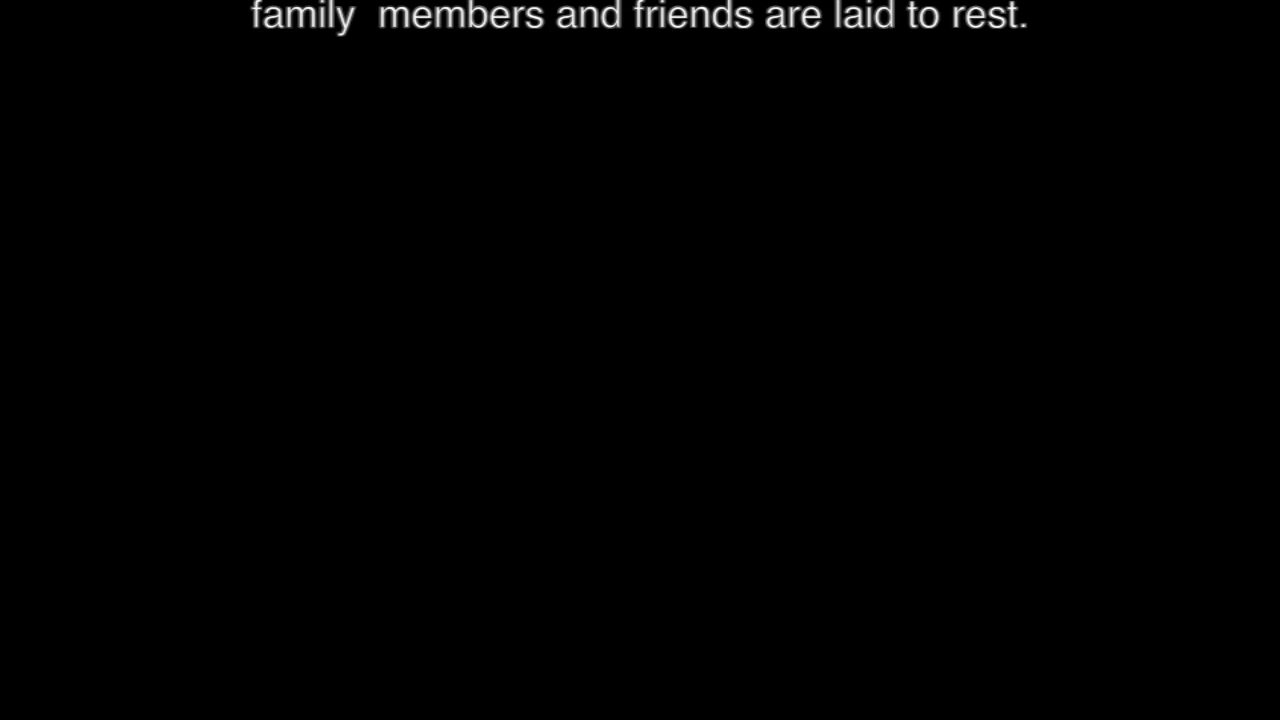 family  members and friends are laid to rest.